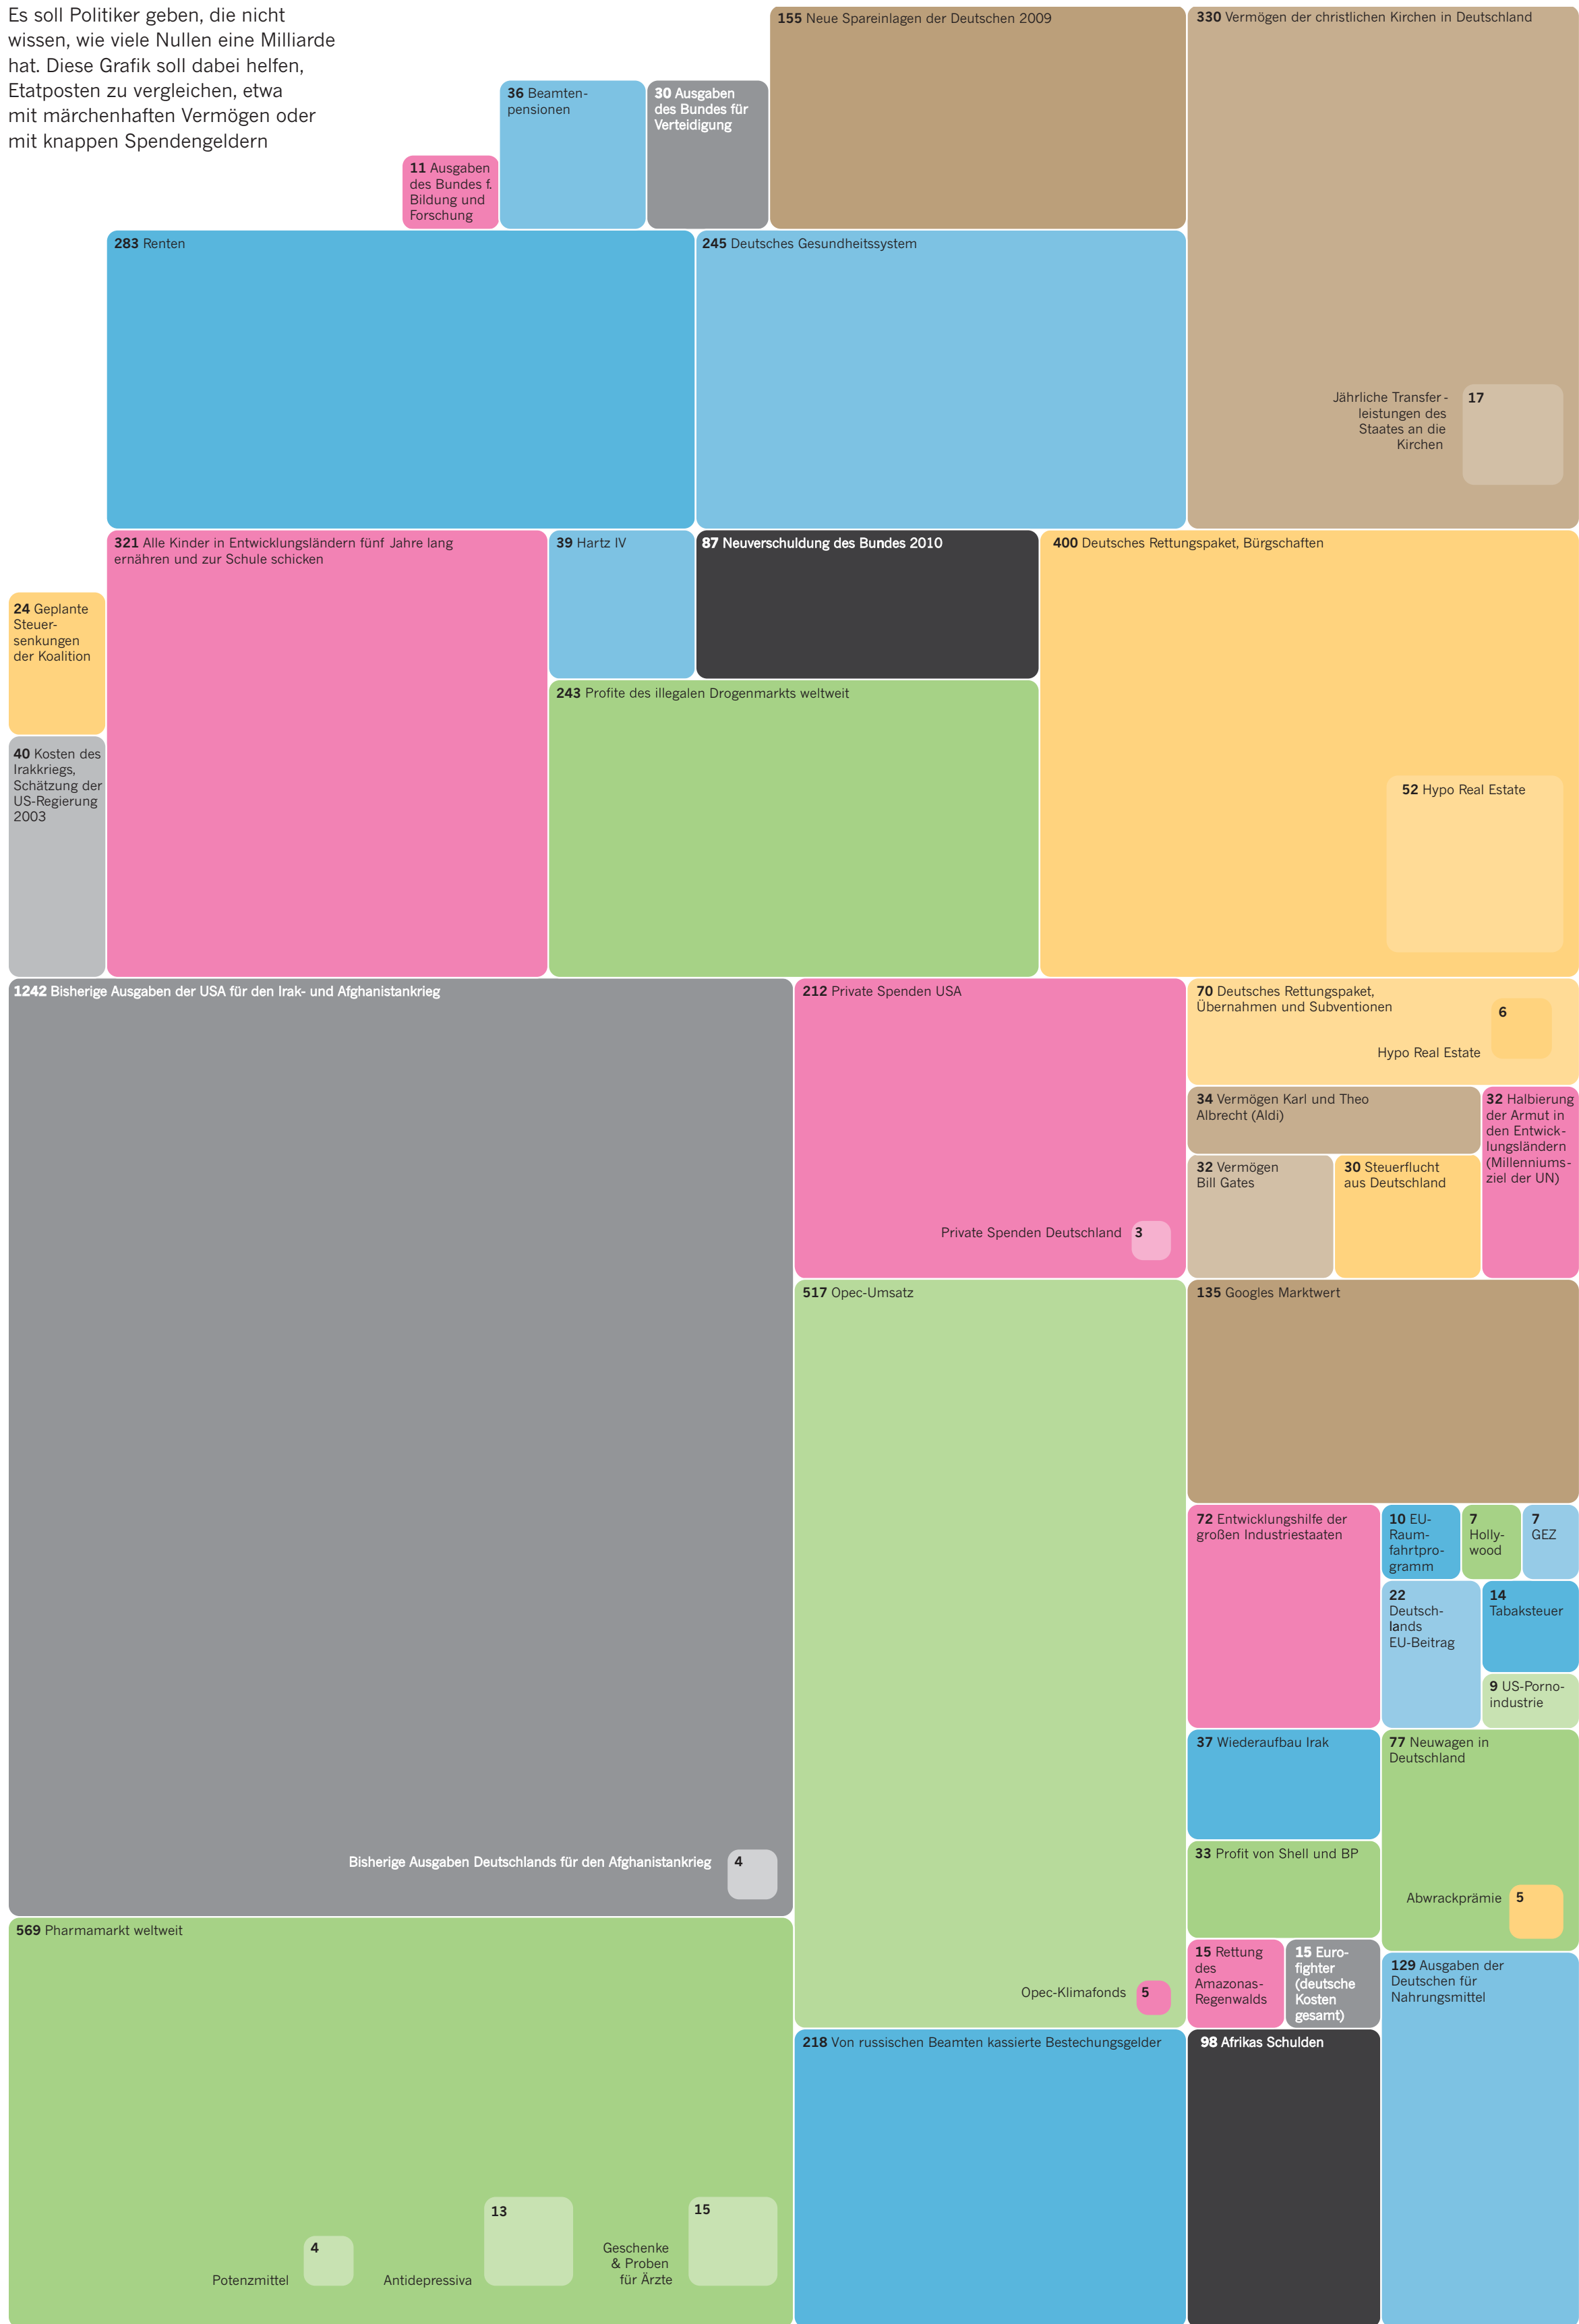 Es soll Politiker geben, die nicht
wissen, wie viele Nullen eine Milliarde
hat. Diese Grafik soll dabei helfen,
Etatposten zu vergleichen, etwa
mit märchenhaften Vermögen oder
mit knappen Spendengeldern
155 Neue Spareinlagen der Deutschen 2009
330 Vermögen der christlichen Kirchen in Deutschland
36 Beamten-
pensionen
30 Ausgaben
des Bundes für
Verteidigung
11 Ausgaben
des Bundes f.
Bildung und
Forschung
283 Renten
245 Deutsches Gesundheitssystem
Jährliche Transfer-
leistungen des
Staates an die
Kirchen
17
321 Alle Kinder in Entwicklungsländern fünf Jahre lang
ernähren und zur Schule schicken
39 Hartz IV
87 Neuverschuldung des Bundes 2010
400 Deutsches Rettungspaket, Bürgschaften
24 Geplante
Steuer-
senkungen
der Koalition
243 Profite des illegalen Drogenmarkts weltweit
40 Kosten des
Irakkriegs,
Schätzung der
US-Regierung
2003
52 Hypo Real Estate
1242 Bisherige Ausgaben der USA für den Irak- und Afghanistankrieg
212 Private Spenden USA
70 Deutsches Rettungspaket,
Übernahmen und Subventionen
6
Hypo Real Estate
34 Vermögen Karl und Theo
Albrecht (Aldi)
32 Halbierung
der Armut in
den Entwick-
lungsländern
(Millenniums-
ziel der UN)
32 Vermögen
Bill Gates
30 Steuerflucht
aus Deutschland
Private Spenden Deutschland
3
517 Opec-Umsatz
135 Googles Marktwert
72 Entwicklungshilfe der
großen Industriestaaten
10 EU-
Raum-
fahrtpro-
gramm
7
Holly-
wood
7
GEZ
22
Deutsch-
lands
EU-Beitrag
14
Tabaksteuer
9 US-Porno-
industrie
37 Wiederaufbau Irak
77 Neuwagen in
Deutschland
33 Profit von Shell und BP
Bisherige Ausgaben Deutschlands für den Afghanistankrieg
4
Abwrackprämie
5
569 Pharmamarkt weltweit
15 Rettung
des
Amazonas-
Regenwalds
15 Euro-
fighter
(deutsche
Kosten
gesamt)
129 Ausgaben der
Deutschen für
Nahrungsmittel
Opec-Klimafonds
5
218 Von russischen Beamten kassierte Bestechungsgelder
98 Afrikas Schulden
4
Potenzmittel
13
Antidepressiva
15
Geschenke
& Proben
für Ärzte